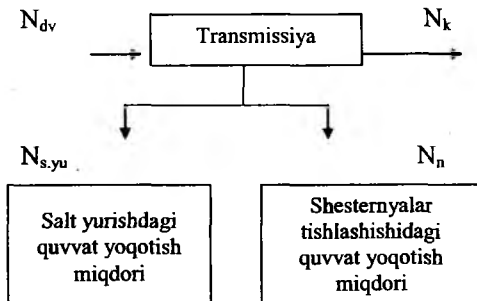 N_dv
N_k
Transmissiya
N_s.yu
N_n
Salt yurishdagi
quvvat yoqotish
miqdori
Shesternyalar
tishlashishidagi
quvvat yoqotish
miqdori